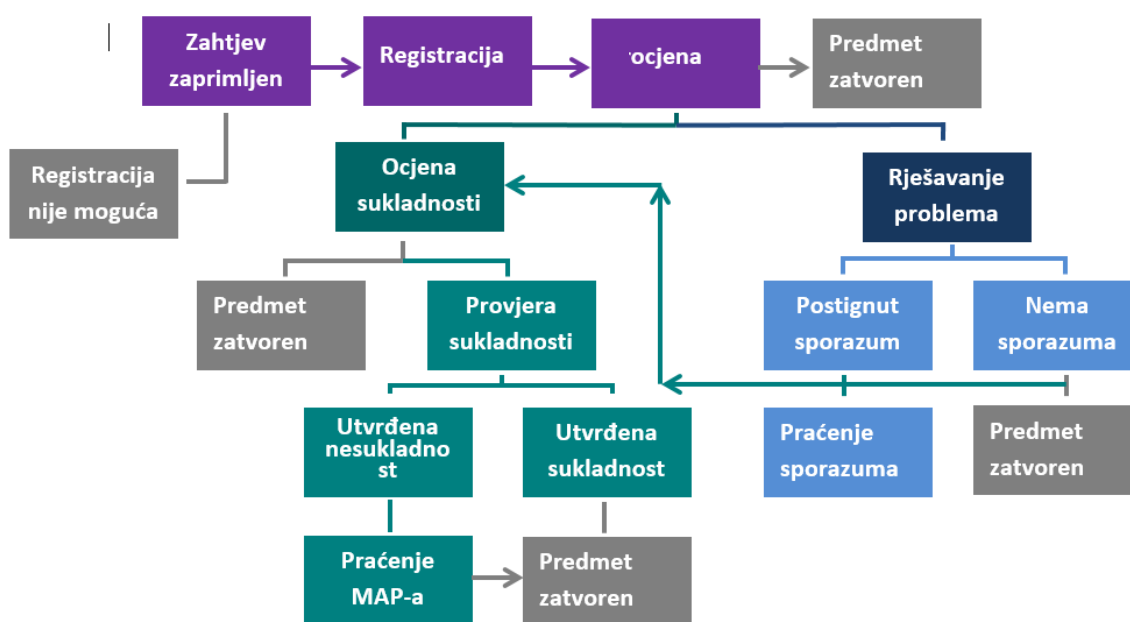 Zahtjev
zaprimljen
Registracija
rocjena
Predmet
zatvoren
Registracija
nije moguća
Ocjena
sukladnosti
Rješavanje
problema
Predmet
zatvoren
Provjera
sukladnosti
Postignut
sporazum
Nema
sporazuma
Utvrđena
nesukladno
st
Utvrđena
sukladnost
Praćenje
sporazuma
Predmet
zatvoren
Praćenje
MAP-a
Predmet
zatvoren